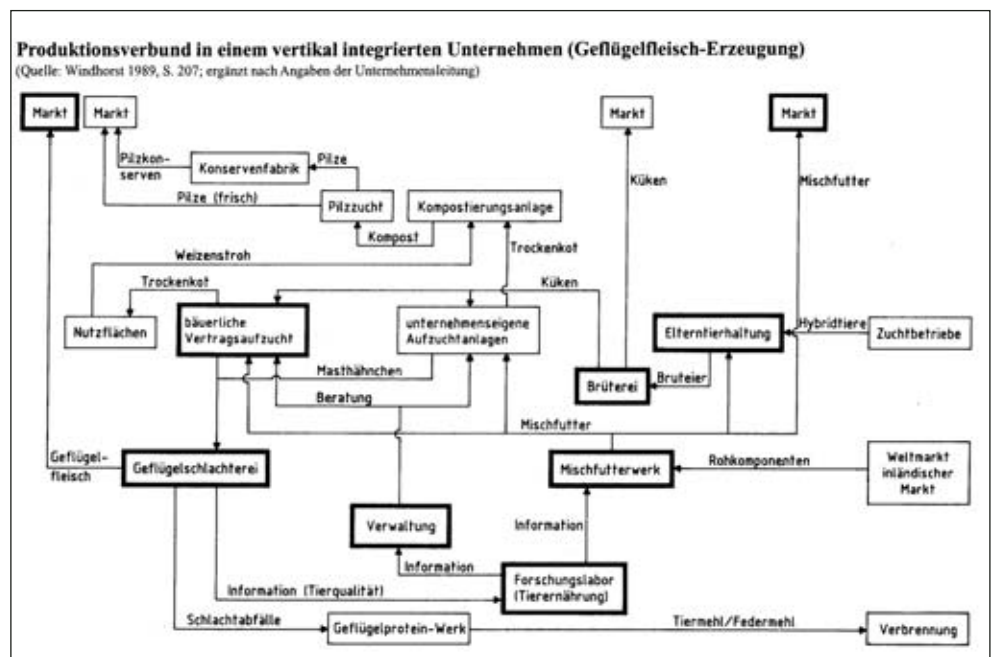 Produktionsverbund in einem vertikal integrierten Unternehmen (Geflügelfleisch-Erzeugung)
(Quelle: Windhorst 1989, S. 207; ergänzt nach Angaben der Unternehmensleitung)
Markt
Markt
Markt
Markt
Pilzkon-
serven
Konservenfabrik
Pilze
Küken
Mischfutter
Pilze (frisch)
Pilzzucht
Kompostierungsanlage
Kompost
Weizenstroh
Trockenkot
Trockenkot
Küken
Nutzflächen
bäuerliche
Vertragsaufzucht
unternehmenseigene
Aufzuchtanlagen
Elterntierhaltung
Hybridtiere
Zuchtbetriebe
Masthähnchen
Brüterei
Bruteier
Beratung
Mischfutter
Geflügel-
fleisch
Geflügelschlachterei
Mischfutterwerk
Rohkomponenten
Weltmarkt
inländischer
Markt
Verwaltung
Information
Information
Forschungslabor
(Tierernährung)
Information (Tierqualität)
Schlachtabfälle
Geflügelprotein-Werk
Tiermehl/Federmehl
Verbrennung